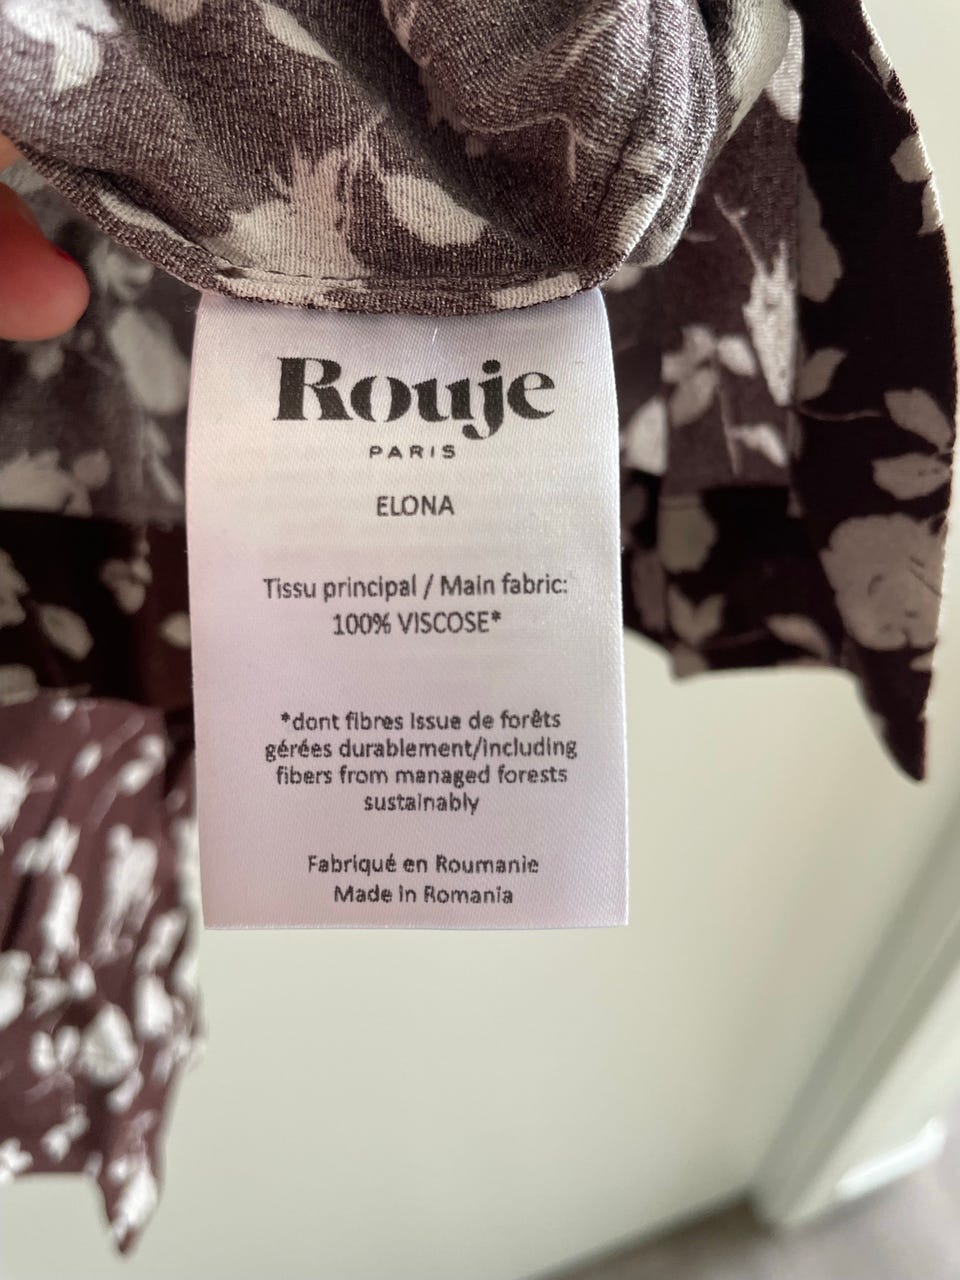 Rouje
PARIS
ELONA
Tissu principal / Main fabric:
100% VISCOSE*
*dont fibres issue de forêts
gérées durablement/including
fibers from managed forests
sustainably
Fabriqué en Roumanie
Made in Romania